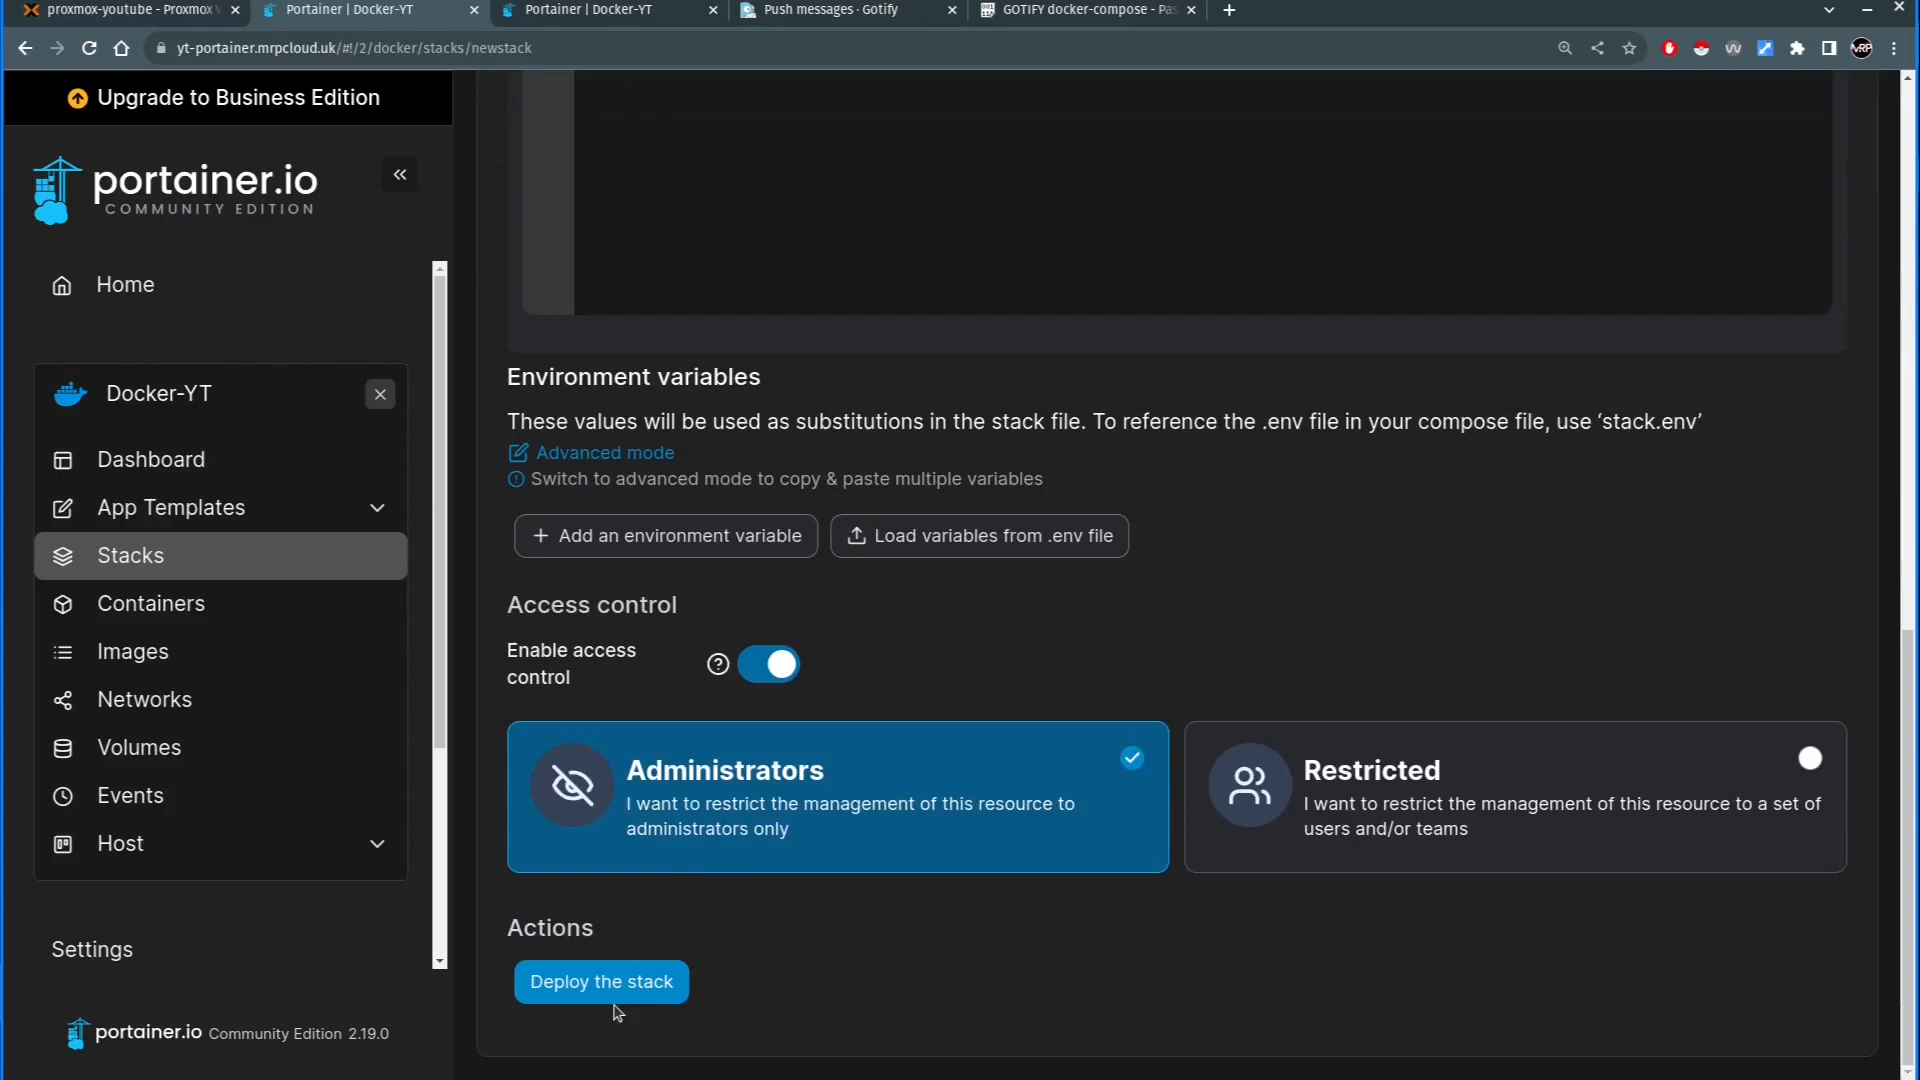 proxmox-youtube - Proxmox V
Portainer | Docker-YT
Portainer | Docker-YT
Push messages · Gotify
GOTIFY docker-compose - Pas
yt-portainer.mrpcloud.uk/#!/2/docker/stacks/newstack
Upgrade to Business Edition
portainer.io
COMMUNITY EDITION
Home
Docker-YT
Dashboard
App Templates
Stacks
Containers
Images
Networks
Volumes
Events
Host
Settings
portainer.io Community Edition 2.19.0
Environment variables
These values will be used as substitutions in the stack file. To reference the .env file in your compose file, use ‘stack.env’
Advanced mode
Switch to advanced mode to copy & paste multiple variables
+ Add an environment variable
Load variables from .env file
Access control
Enable access
control
Administrators
I want to restrict the management of this resource to
administrators only
Restricted
I want to restrict the management of this resource to a set of
users and/or teams
Actions
Deploy the stack